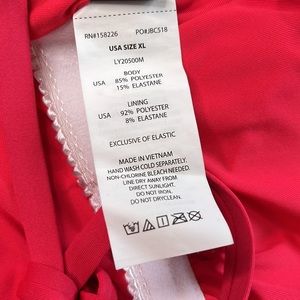 RN#158226 PO#JBC518
USA SIZE XL
LY20500M
BODY
USA 85% POLYESTER
15% ELASTANE
LINING
USA 92% POLYESTER
8% ELASTANE
EXCLUSIVE OF ELASTIC
MADE IN VIETNAM
HAND WASH COLD SEPARATELY.
NON-CHLORINE BLEACH NEEDED.
LINE DRY AWAY FROM
DIRECT SUNLIGHT.
DO NOT IRON.
DO NOT DRYCLEAN.